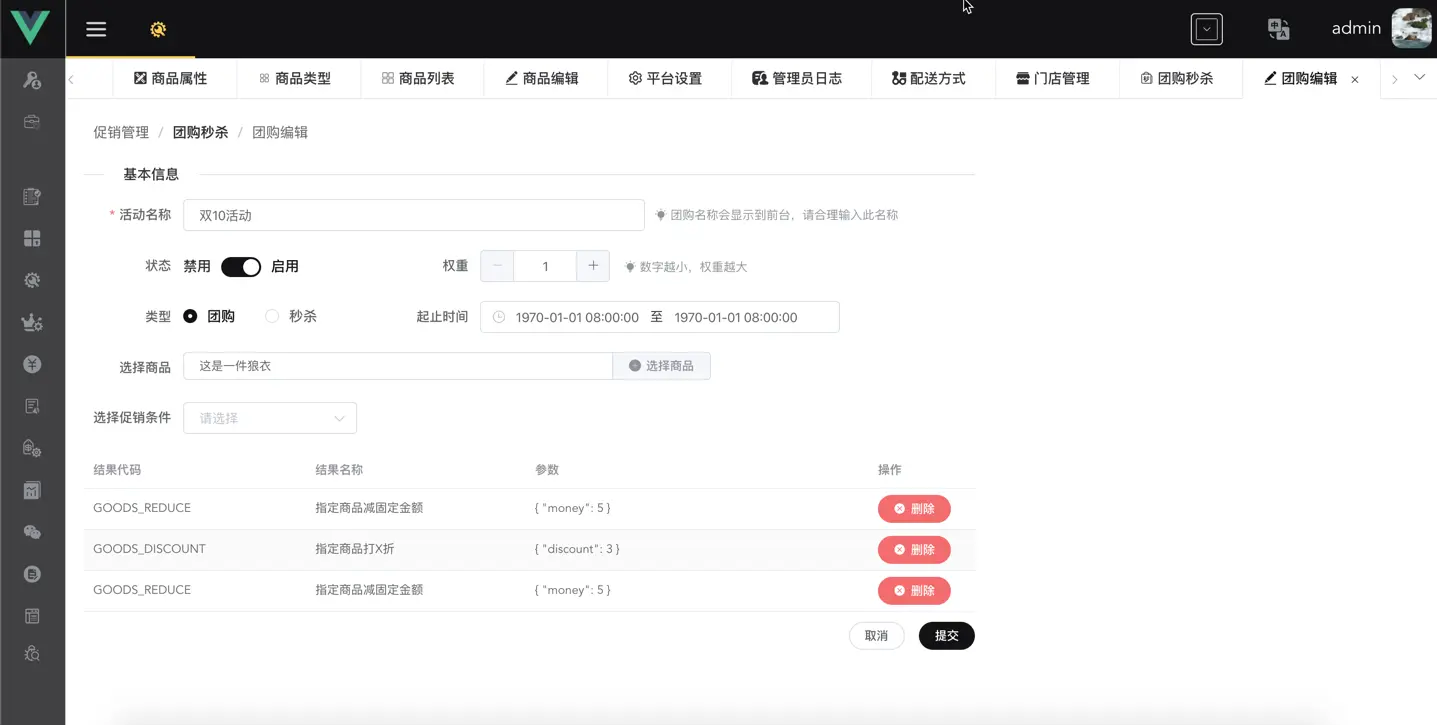 admin
商品属性 商品类型 商品列表 商品编辑 平台设置 管理员日志 配送方式 门店管理 团购秒杀 团购编辑
促销管理 / 团购秒杀 / 团购编辑
基本信息
* 活动名称 双10活动 团购名称会显示到前台，请合理输入此名称
状态 禁用 启用 权重 − 1 + 数字越小，权重越大
类型 团购 秒杀 起止时间 1970-01-01 08:00:00 至 1970-01-01 08:00:00
选择商品 这是一件狼衣 选择商品
选择促销条件 请选择
结果代码 结果名称 参数 操作
GOODS_REDUCE 指定商品减固定金额 { "money": 5 } 删除
GOODS_DISCOUNT 指定商品打X折 { "discount": 3 } 删除
GOODS_REDUCE 指定商品减固定金额 { "money": 5 } 删除
取消 提交